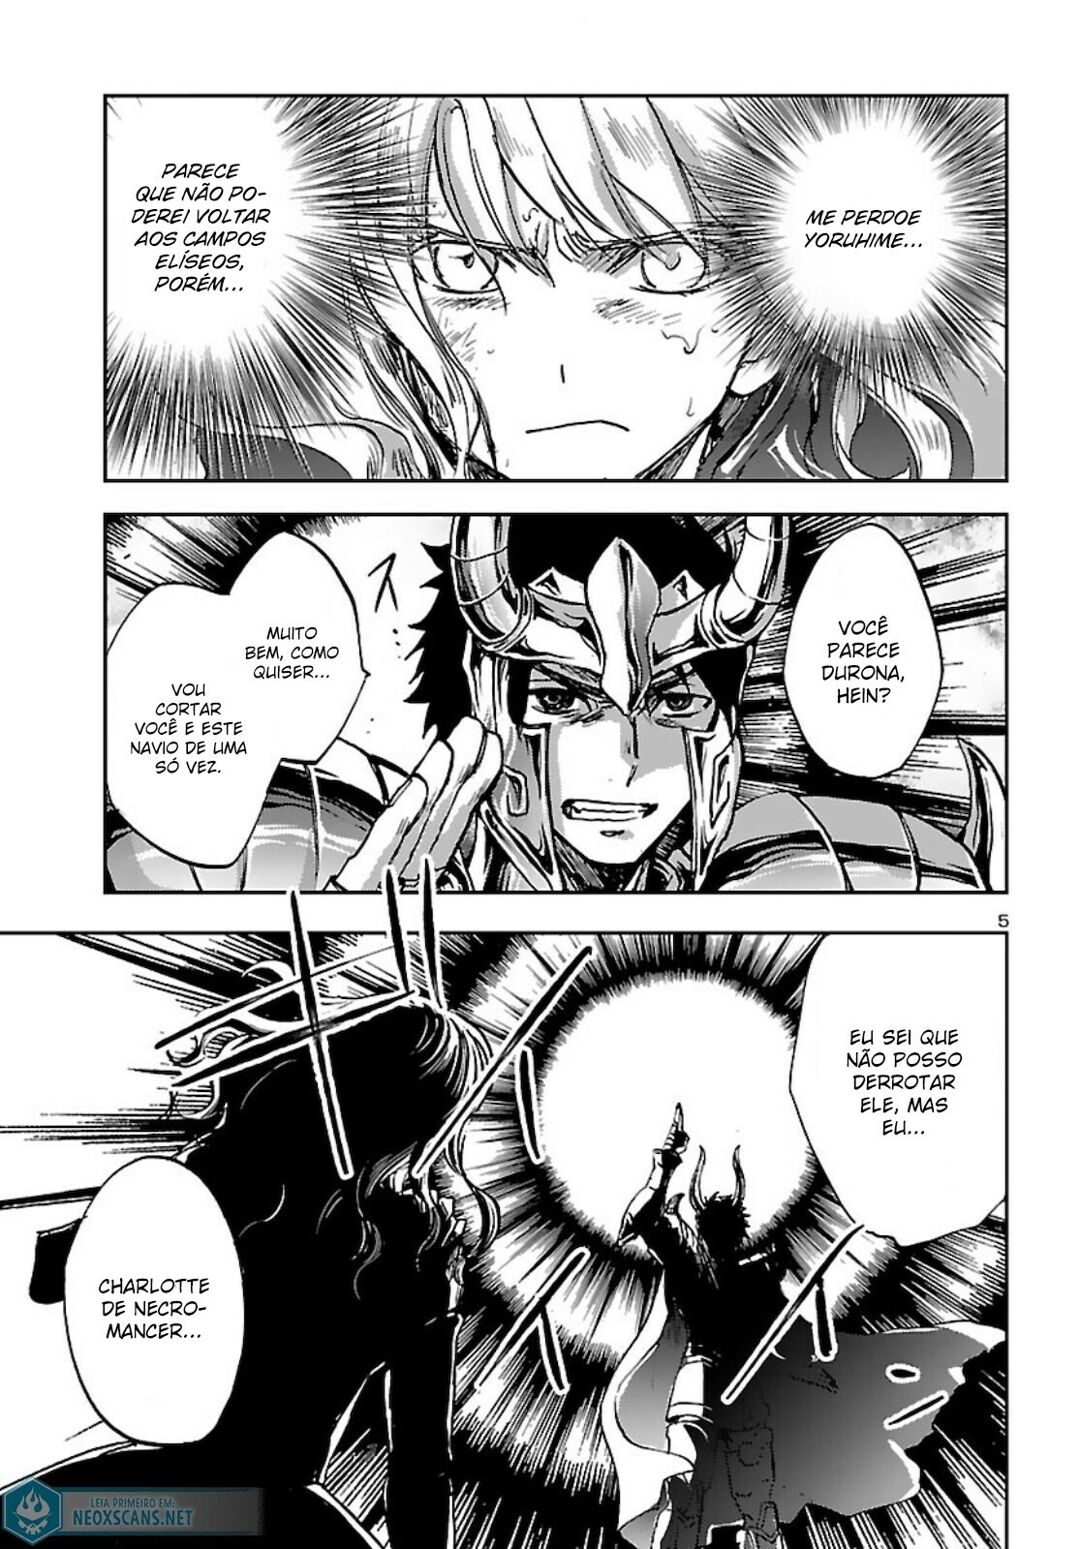 ME PERDOE
YORUHIME...
PARECE
QUE NÃO PO-
DEREI VOLTAR
AOS CAMPOS
ELÍSEOS,
PORÉM...
VOCÊ
PARECE
DURONA,
HEIN?
ス
MUITO
BEM, COMO
QUISER...
VOU
CORTAR
VOCÊ E ESTE
NAVIO DE UMA
SÓ VEZ.
5
EU SEI QUE
NÃO POSSO
DERROTAR
ELE, MAS
EU...
CHARLOTTE
DE NECRO-
MANCER...
LEIA PRIMEIRO EM:
NEOXSCANS.NET